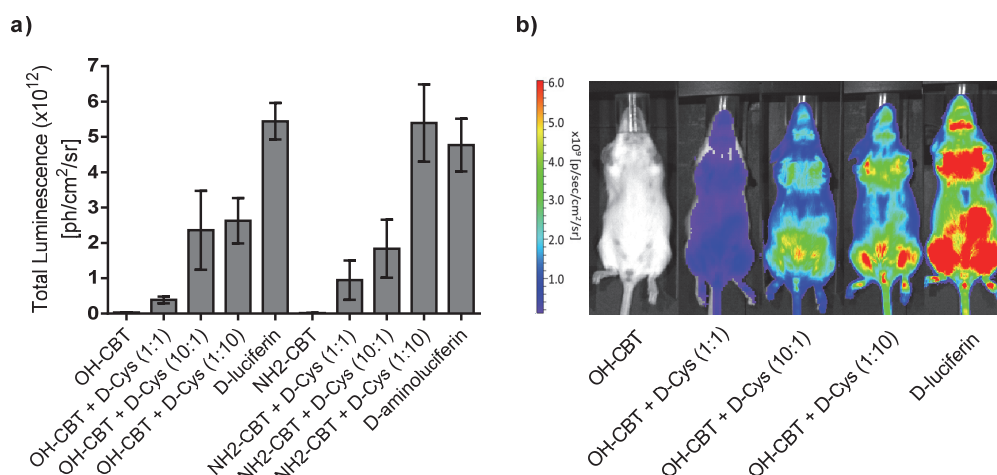 a)
Total Luminescence (x10¹²)
[ph/cm²/sr]
7
6
5
4
3
2
1
0
OH-CBT
OH-CBT + D-Cys (1:1)
OH-CBT + D-Cys (10:1)
OH-CBT + D-Cys (1:10)
D-luciferin
NH2-CBT
NH2-CBT + D-Cys (1:1)
NH2-CBT + D-Cys (10:1)
NH2-CBT + D-Cys (1:10)
D-aminoluciferin
b)
6.0
5.0
4.0
3.0
2.0
1.0
x10⁹ [p/sec/cm²/sr]
OH-CBT
OH-CBT + D-Cys (1:1)
OH-CBT + D-Cys (10:1)
OH-CBT + D-Cys (1:10)
D-luciferin